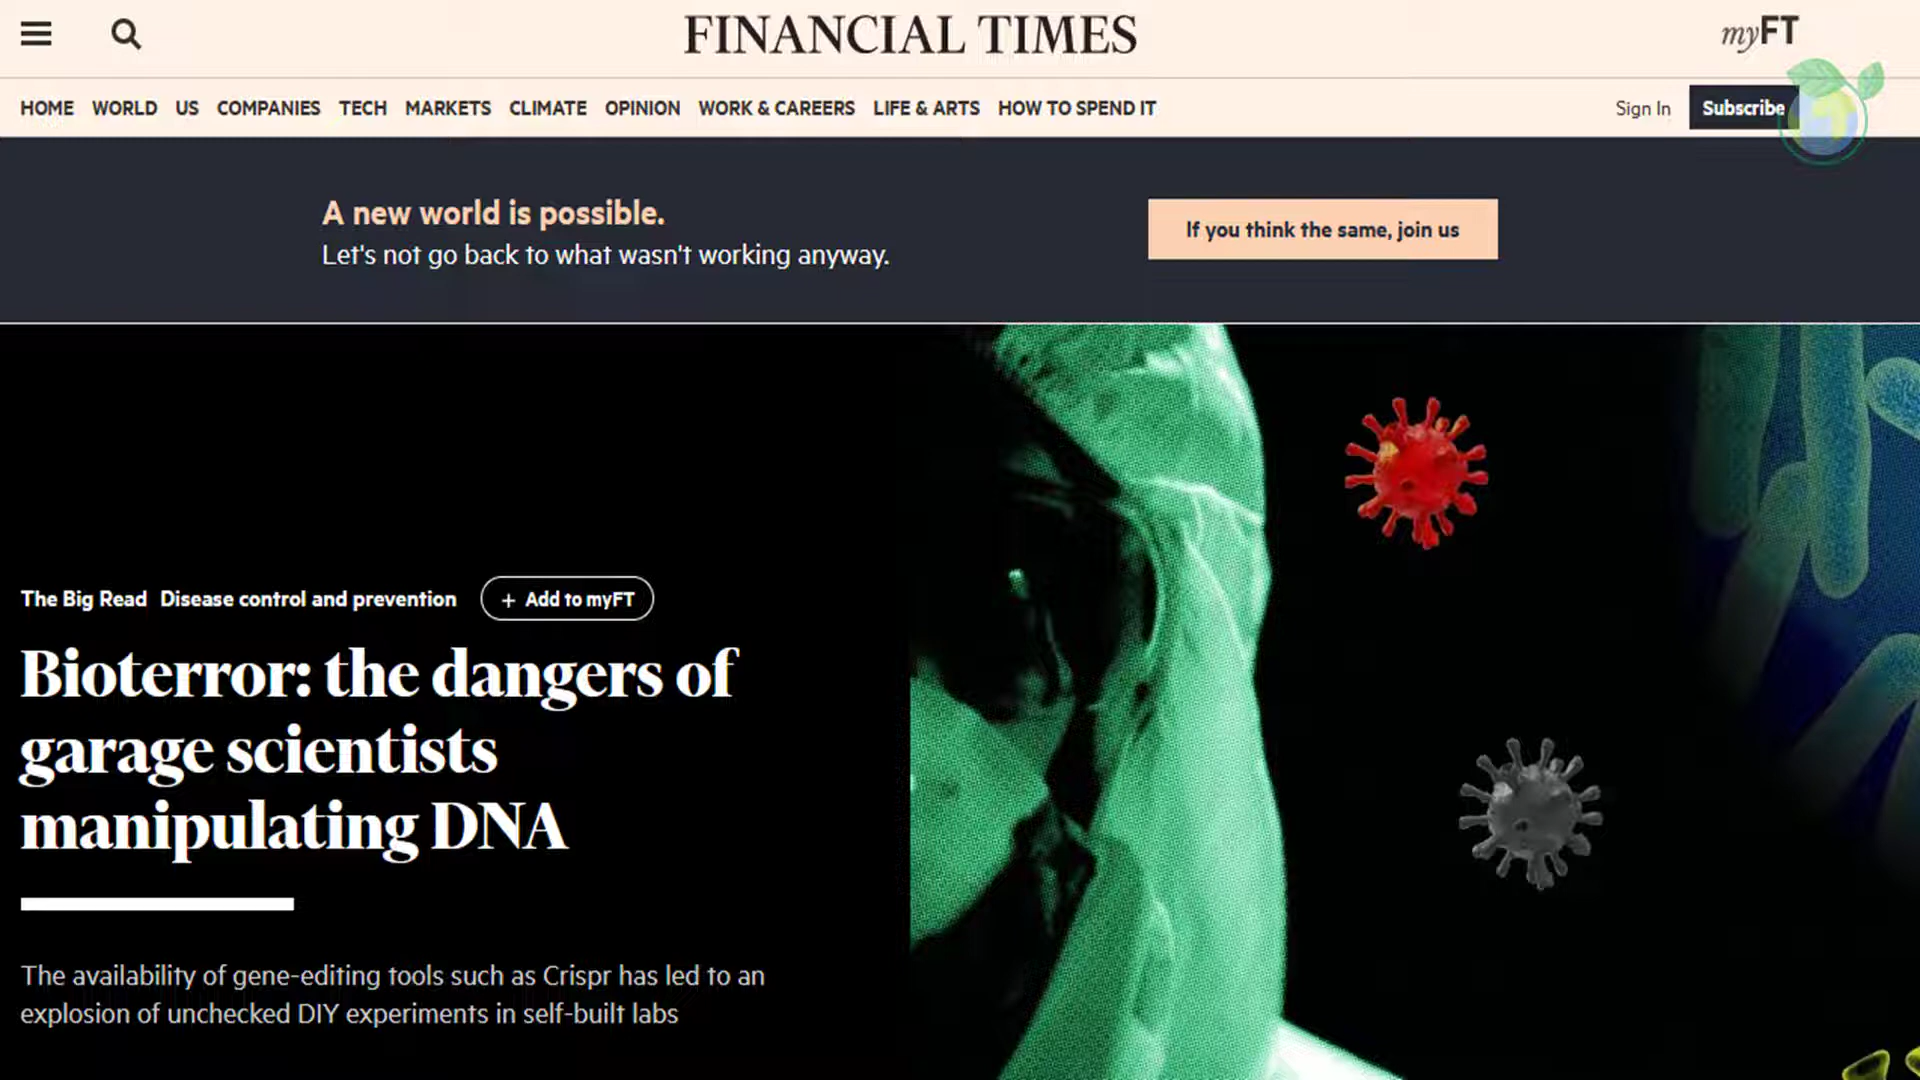 FINANCIAL TIMES
myFT
HOME WORLD US COMPANIES TECH MARKETS CLIMATE OPINION WORK & CAREERS LIFE & ARTS HOW TO SPEND IT Sign In Subscribe
A new world is possible.
Let's not go back to what wasn't working anyway.
If you think the same, join us
The Big Read Disease control and prevention + Add to myFT
Bioterror: the dangers of
garage scientists
manipulating DNA
The availability of gene-editing tools such as Crispr has led to an
explosion of unchecked DIY experiments in self-built labs